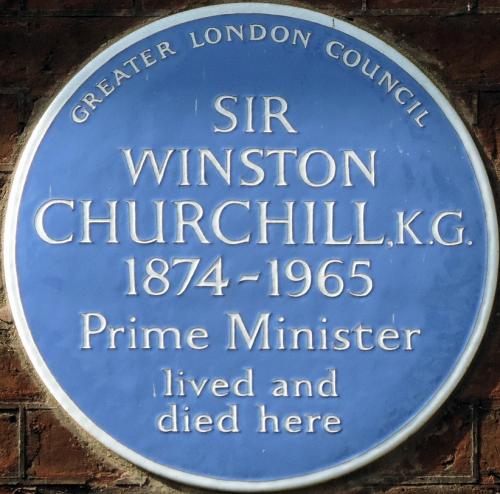 GREATER LONDON COUNCIL
SIR
WINSTON
CHURCHILL, K.G.
1874-1965
Prime Minister
lived and
died here